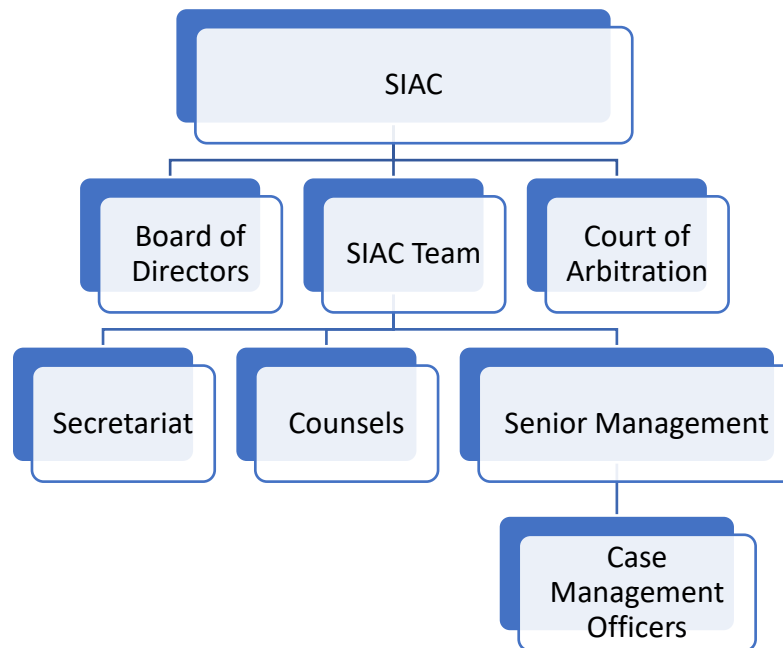 SIAC
Board of
Directors
SIAC Team
Court of
Arbitration
Secretariat
Counsels
Senior Management
Case
Management
Officers